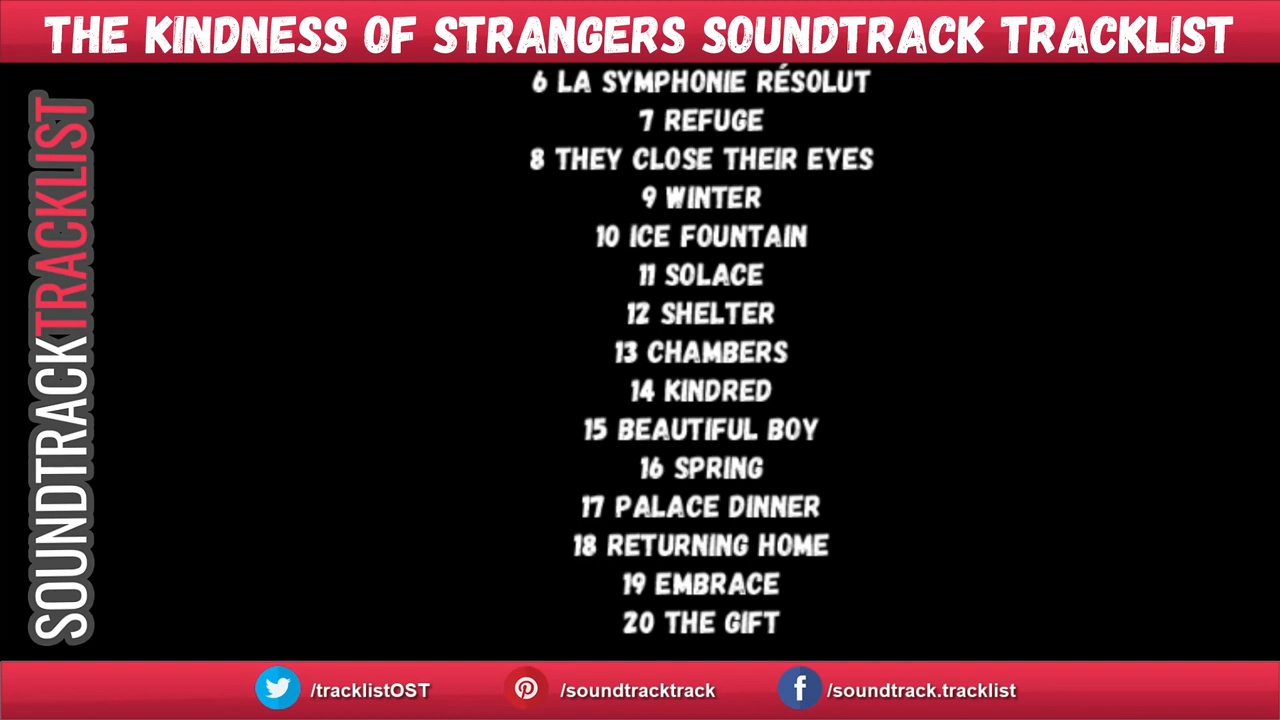 THE KINDNESS OF STRANGERS SOUNDTRACK TRACKLIST
SOUNDTRACKTRACKLIST
6 LA SYMPHONIE RÉSOLUT
7 REFUGE
8 THEY CLOSE THEIR EYES
9 WINTER
10 ICE FOUNTAIN
11 SOLACE
12 SHELTER
13 CHAMBERS
14 KINDRED
15 BEAUTIFUL BOY
16 SPRING
17 PALACE DINNER
18 RETURNING HOME
19 EMBRACE
20 THE GIFT
/tracklistOST
/soundtracktrack
/soundtrack.tracklist